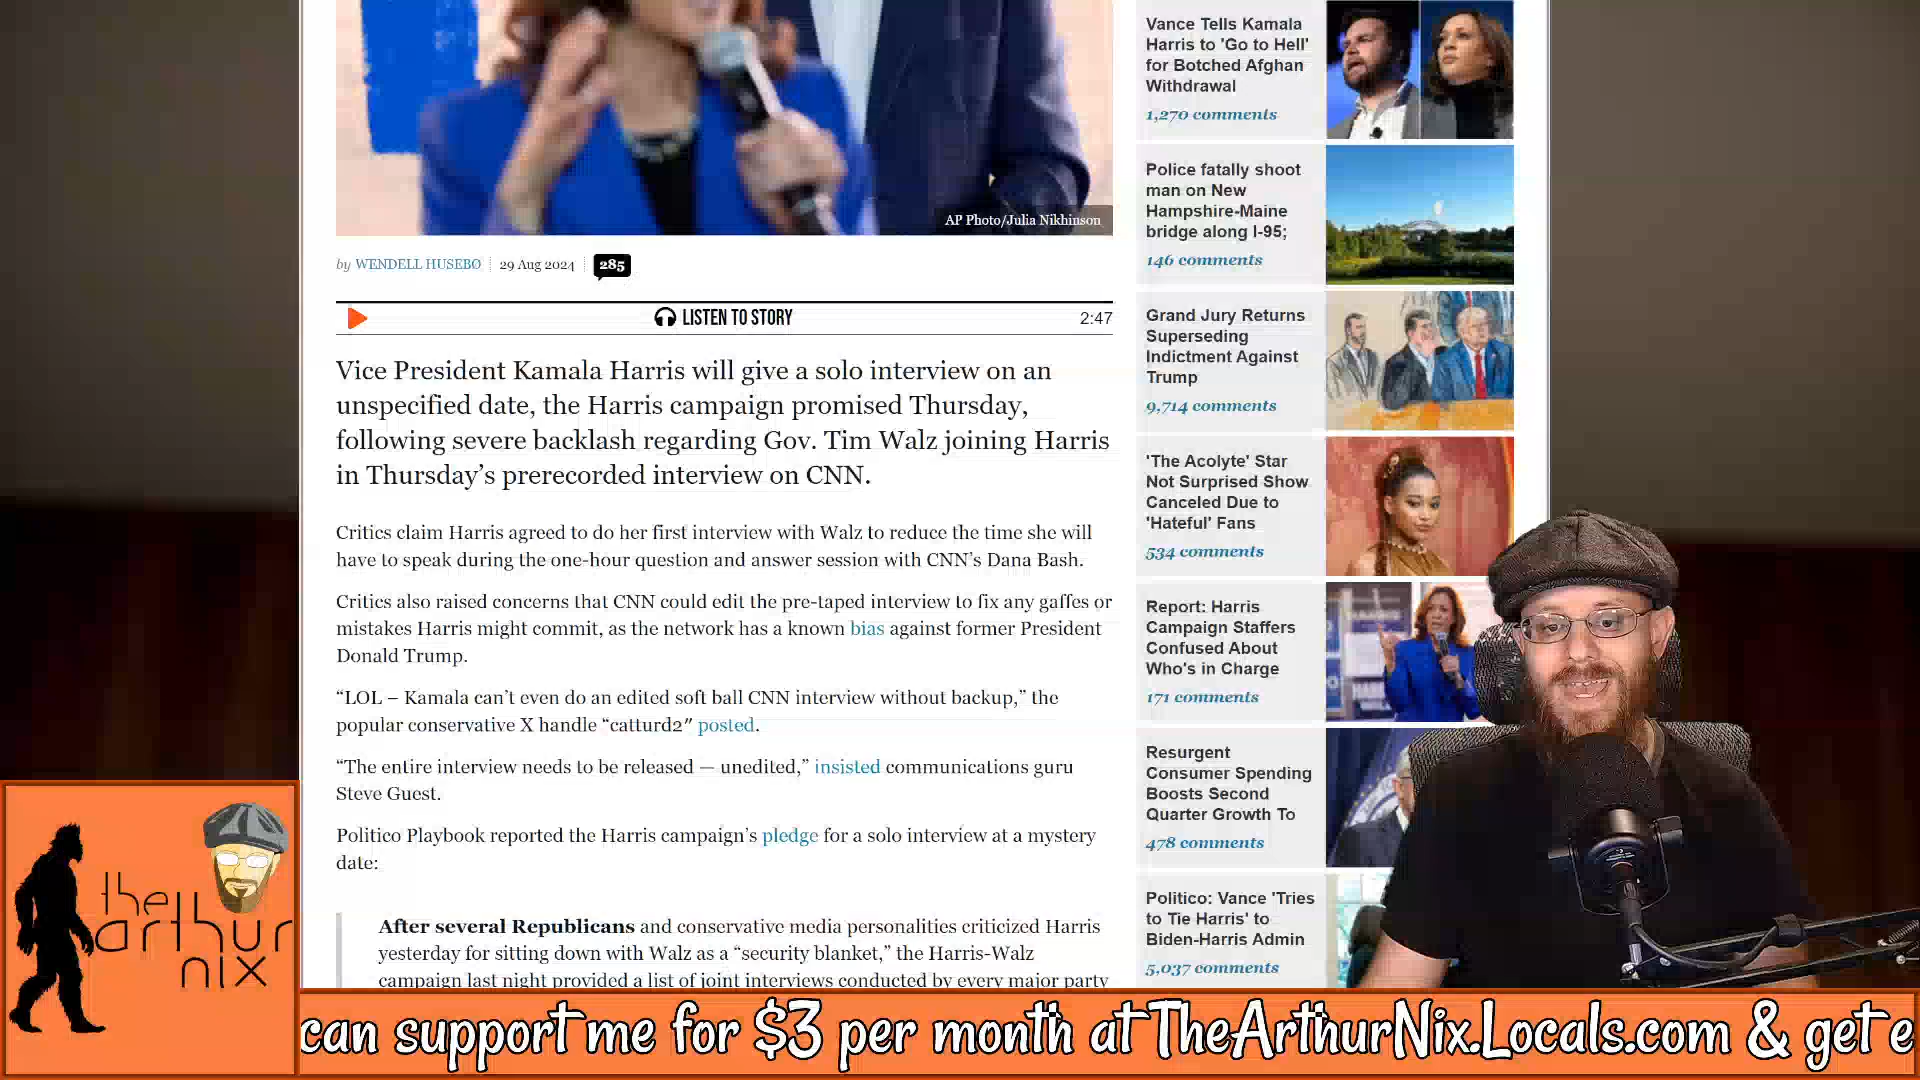 AP Photo/Julia Nikhinson
by WENDELL HUSEBØ 29 Aug 2024 285
LISTEN TO STORY 2:47
Vice President Kamala Harris will give a solo interview on an
unspecified date, the Harris campaign promised Thursday,
following severe backlash regarding Gov. Tim Walz joining Harris
in Thursday’s prerecorded interview on CNN.
Critics claim Harris agreed to do her first interview with Walz to reduce the time she will
have to speak during the one-hour question and answer session with CNN’s Dana Bash.
Critics also raised concerns that CNN could edit the pre-taped interview to fix any gaffes or
mistakes Harris might commit, as the network has a known bias against former President
Donald Trump.
“LOL – Kamala can’t even do an edited soft ball CNN interview without backup,” the
popular conservative X handle “catturd2″ posted.
“The entire interview needs to be released — unedited,” insisted communications guru
Steve Guest.
Politico Playbook reported the Harris campaign’s pledge for a solo interview at a mystery
date:
After several Republicans and conservative media personalities criticized Harris
yesterday for sitting down with Walz as a “security blanket,” the Harris-Walz
campaign last night provided a list of joint interviews conducted by every major party
Vance Tells Kamala
Harris to 'Go to Hell'
for Botched Afghan
Withdrawal
1,270 comments
Police fatally shoot
man on New
Hampshire-Maine
bridge along I-95;
146 comments
Grand Jury Returns
Superseding
Indictment Against
Trump
9,714 comments
'The Acolyte' Star
Not Surprised Show
Canceled Due to
'Hateful' Fans
534 comments
Report: Harris
Campaign Staffers
Confused About
Who's in Charge
171 comments
Resurgent
Consumer Spending
Boosts Second
Quarter Growth To
478 comments
Politico: Vance 'Tries
to Tie Harris' to
Biden-Harris Admin
5,037 comments
the
arthur
nix
can support me for $3 per month at TheArthurNix.Locals.com & get e